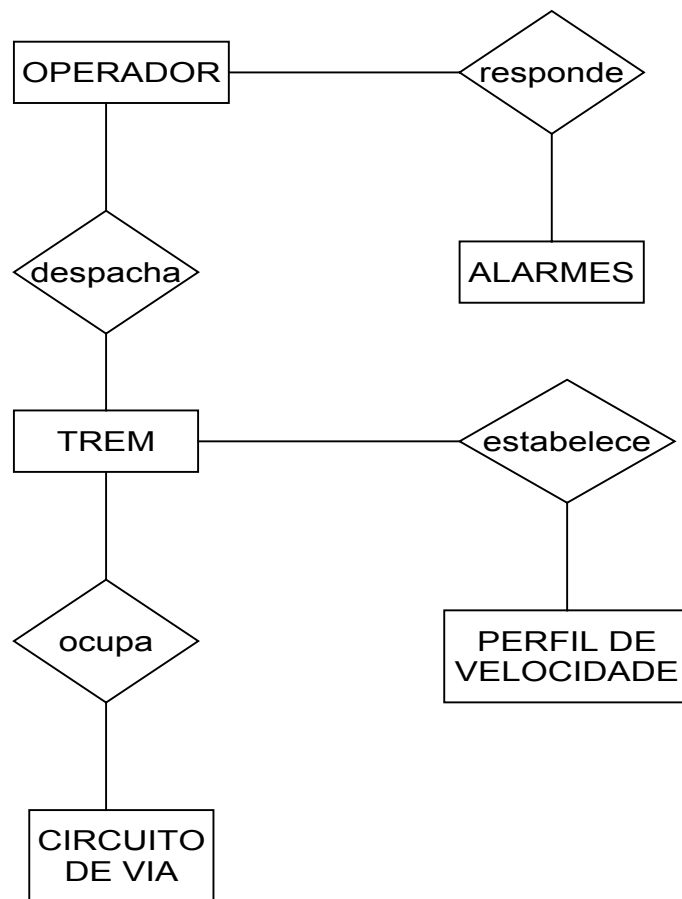 OPERADOR
responde
despacha
ALARMES
TREM
estabelece
ocupa
PERFIL DE
VELOCIDADE
CIRCUITO
DE VIA